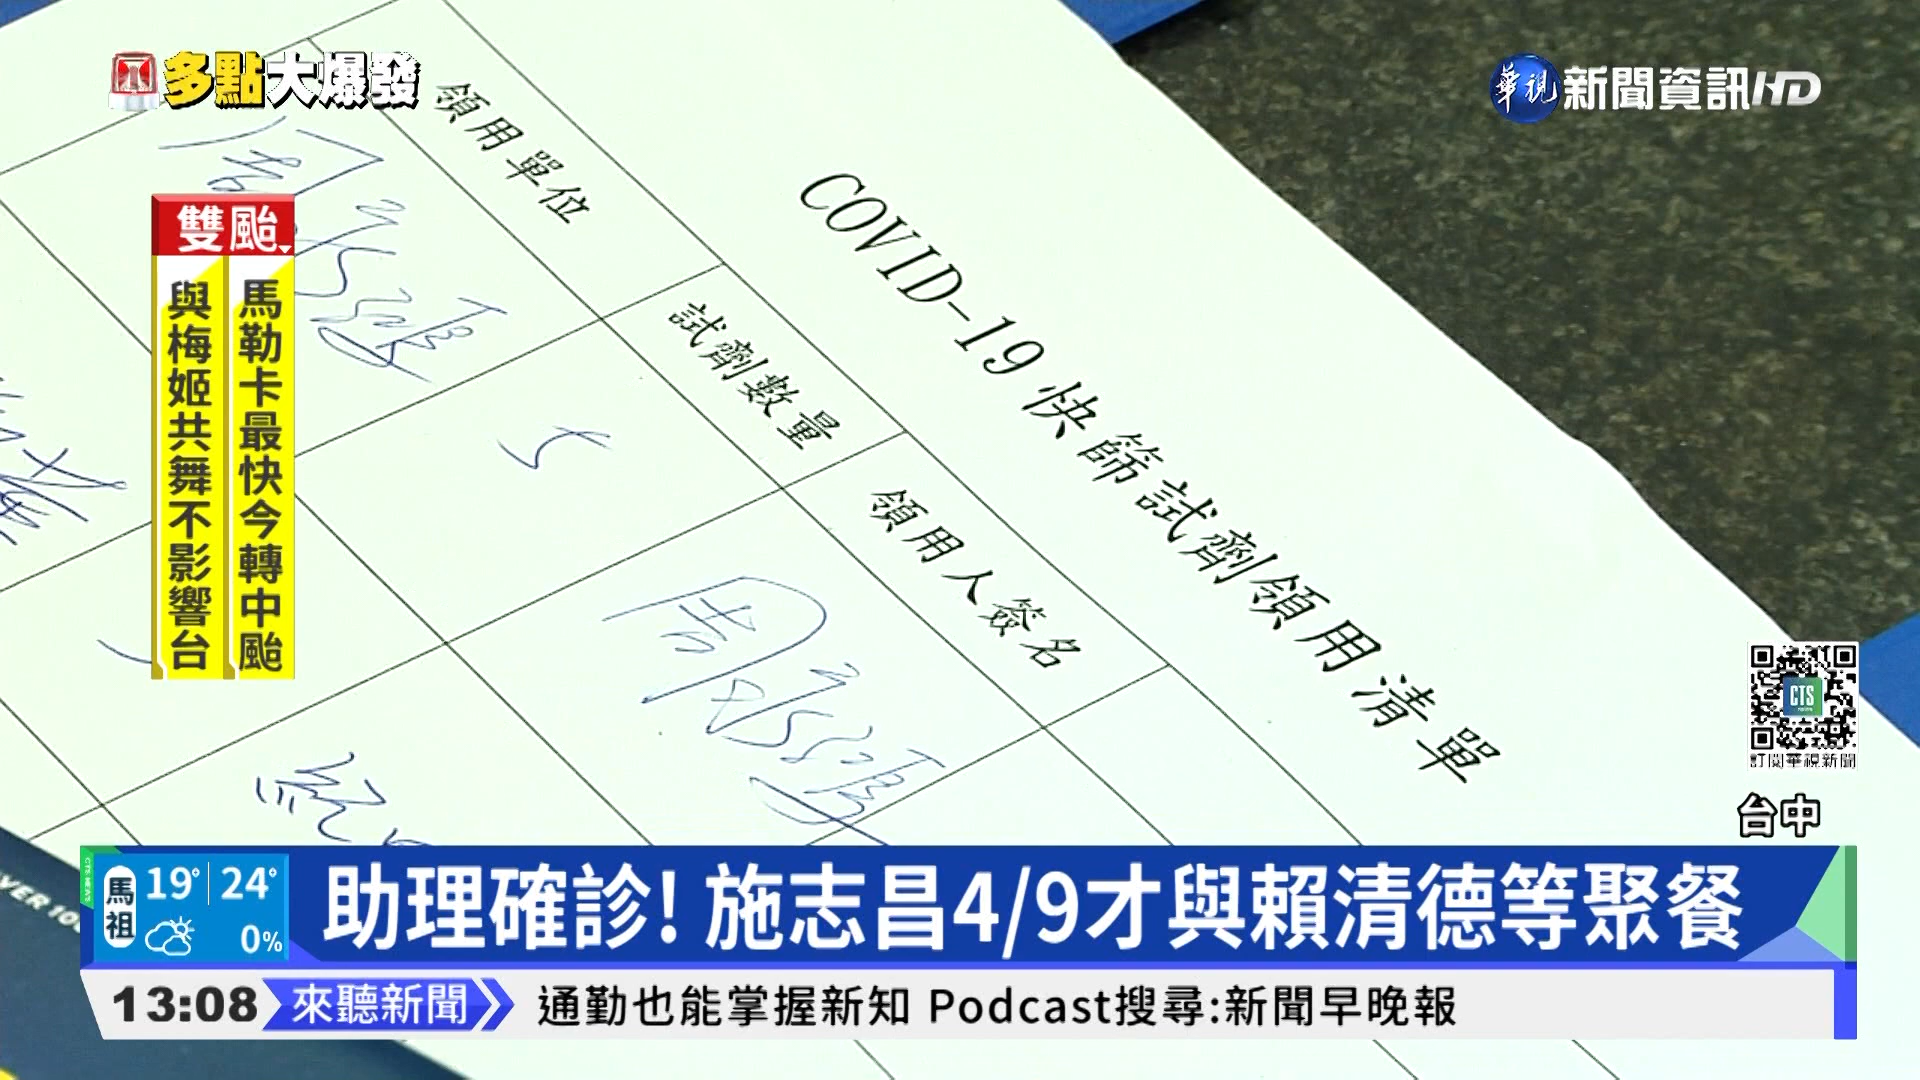 多點大爆發
華視 新聞資訊HD
雙颱
馬勒卡最快今轉中颱
與梅姬共舞不影響台
COVID-19 快篩試劑領用清單
領用單位
試劑數量
領用人簽名
5
CTS
訂閱華視新聞
台中
CTS NEWS
馬祖
19° 24°
0%
助理確診! 施志昌4/9才與賴清德等聚餐
13:08
來聽新聞
通勤也能掌握新知 Podcast搜尋:新聞早晚報